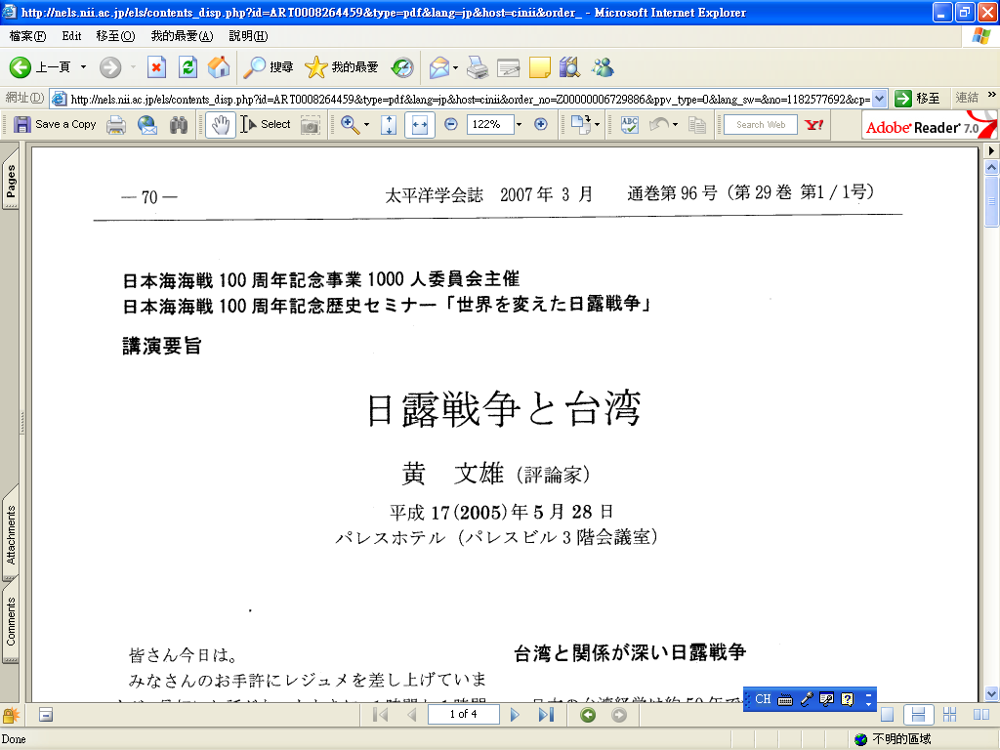 http://nels.nii.ac.jp/els/contents_disp.php?id=ART0008264459&type=pdf&lang=jp&host=cinii&order_ - Microsoft Internet Explorer
檔案(F) Edit 移至(O) 我的最愛(A) 說明(H)
上一頁 搜尋 我的最愛
網址(D) http://nels.nii.ac.jp/els/contents_disp.php?id=ART0008264459&type=pdf&lang=jp&host=cinii&order_no=Z00000006729886&ppv_type=0&lang_sw=&no=1182577692&cp= 移至 連結 »
Save a Copy Select 122% Search Web Y! Adobe Reader 7.0
Pages
Attachments
Comments
— 70 — 太平洋学会誌 2007年 3 月 通巻第 96 号 (第 29 巻 第1 / 1号)
日本海海戦 100 周年記念事業 1000 人委員会主催
日本海海戦 100 周年記念歴史セミナー「世界を変えた日露戦争」
講演要旨
日露戦争と台湾
黄 文雄 (評論家)
平成 17 (2005) 年 5 月 28 日
パレスホテル (パレスビル 3 階会議室)
皆さん今日は。
みなさんのお手許にレジュメを差し上げていま
台湾と関係が深い日露戦争
CH
1 of 4
Done 不明的區域